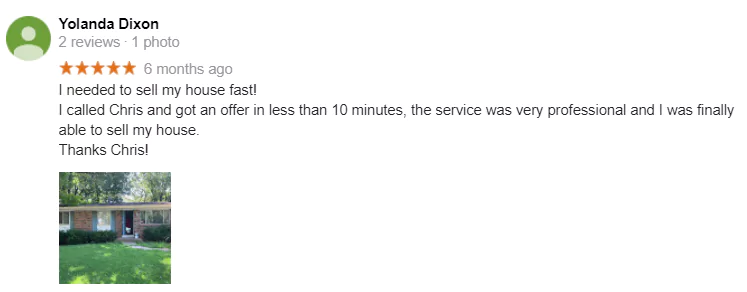 Yolanda Dixon
2 reviews · 1 photo
6 months ago
I needed to sell my house fast!
I called Chris and got an offer in less than 10 minutes, the service was very professional and I was finally
able to sell my house.
Thanks Chris!